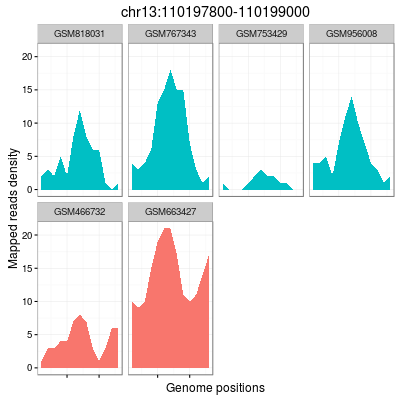 chr13:110197800-110199000
GSM818031 GSM767343 GSM753429 GSM956008
20
15
10
5
0
Mapped reads density
GSM466732 GSM663427
20
15
10
5
0
Genome positions